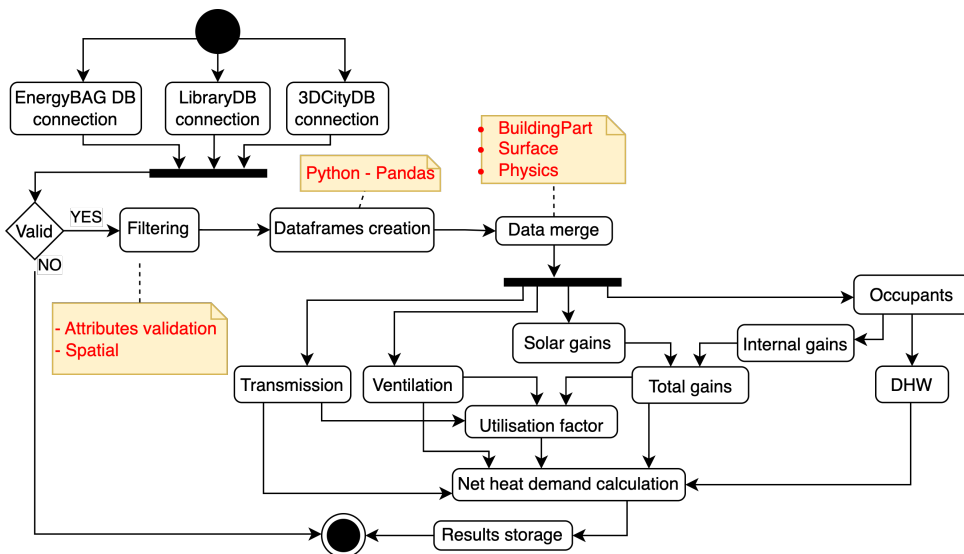 EnergyBAG DB
connection
LibraryDB
connection
3DCityDB
connection
Python - Pandas
• BuildingPart
• Surface
• Physics
Valid
YES
NO
Filtering
Dataframes creation
Data merge
- Attributes validation
- Spatial
Occupants
Solar gains
Internal gains
Transmission
Ventilation
Total gains
DHW
Utilisation factor
Net heat demand calculation
Results storage